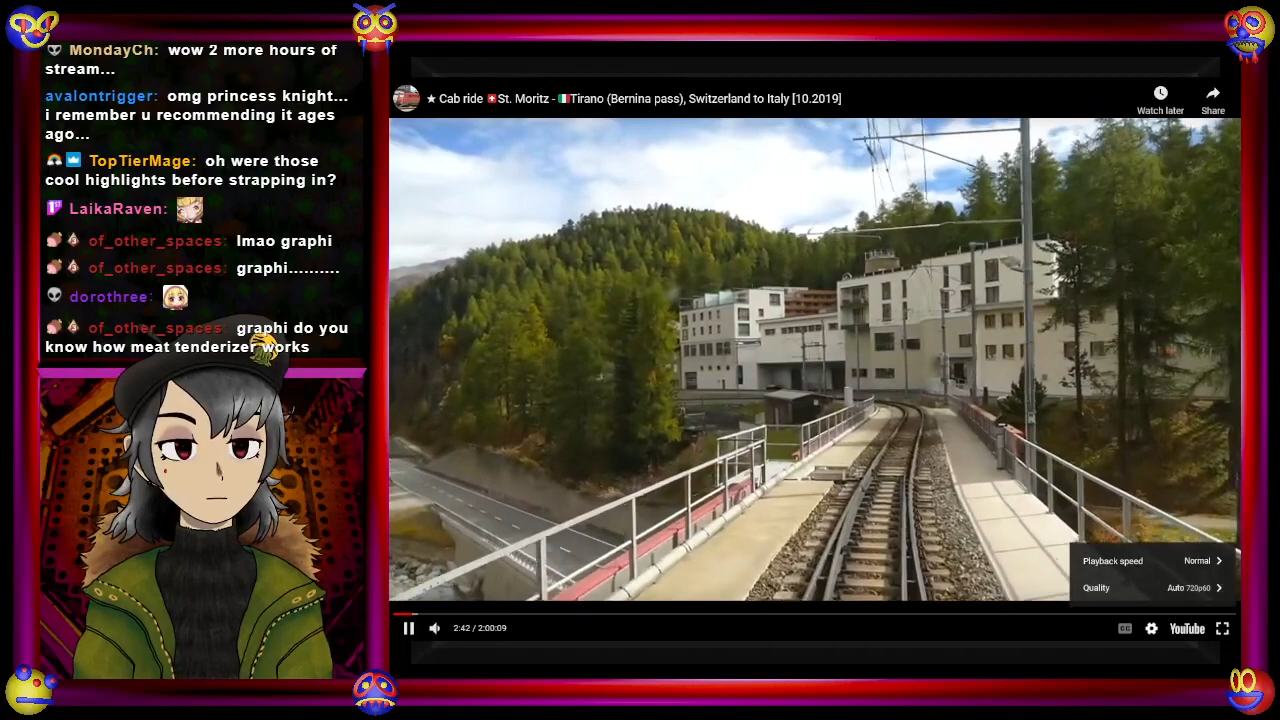 MondayCh: wow 2 more hours of
stream...
avalontrigger: omg princess knight...
i remember u recommending it ages
ago...
TopTierMage: oh were those
cool highlights before strapping in?
LaikaRaven:
of_other_spaces: lmao graphi
of_other_spaces: graphi..........
dorothree:
of_other_spaces: graphi do you
know how meat tenderizer works
★ Cab ride 🇨🇭St. Moritz - 🇮🇹Tirano (Bernina pass), Switzerland to Italy [10.2019]
Watch later
Share
Playback speed Normal
Quality Auto 720p60
2:42 / 2:00:09
CC
YouTube